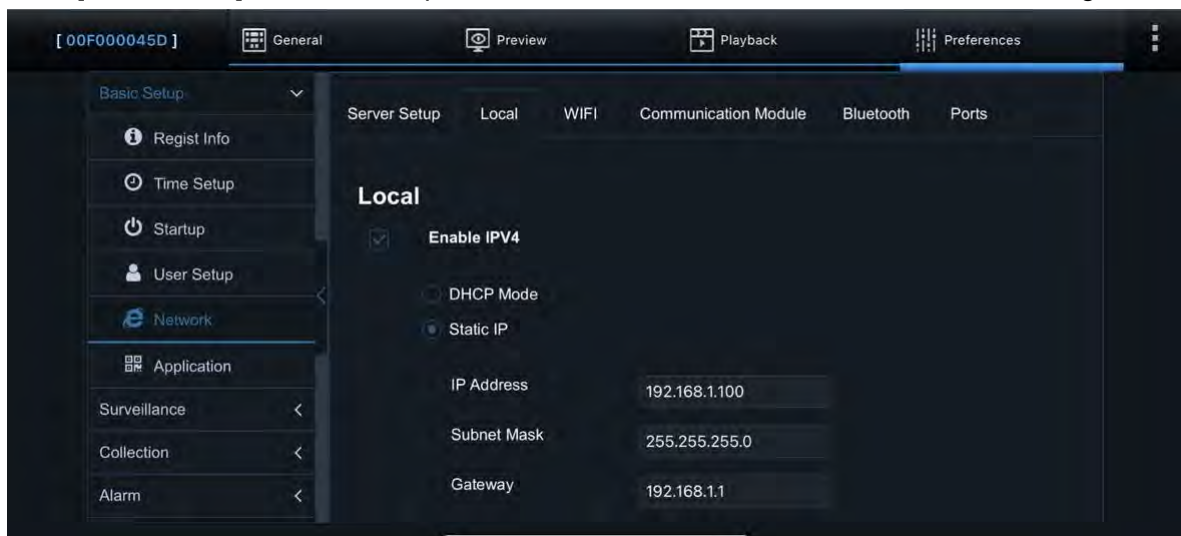 [ 00F000045D ] General Preview Playback Preferences
Basic Setup
Regist Info
Time Setup
Startup
User Setup
Network
Application
Surveillance
Collection
Alarm
Server Setup Local WIFI Communication Module Bluetooth Ports
Local
Enable IPV4
DHCP Mode
Static IP
IP Address 192.168.1.100
Subnet Mask 255.255.255.0
Gateway 192.168.1.1